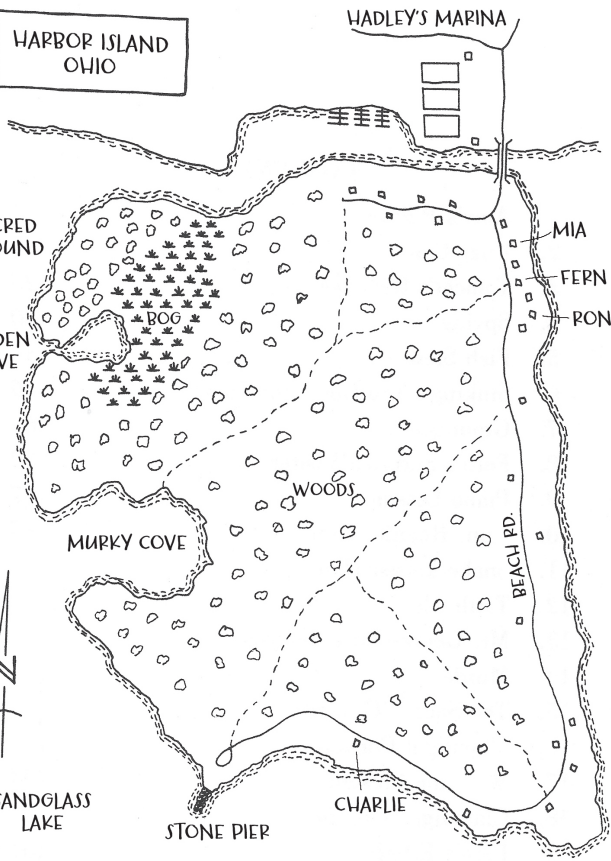 HADLEY'S MARINA
HARBOR ISLAND
OHIO
MIA
FERN
RON
BOG
WOODS
MURKY COVE
BEACH RD.
CHARLIE
STONE PIER
LAKE